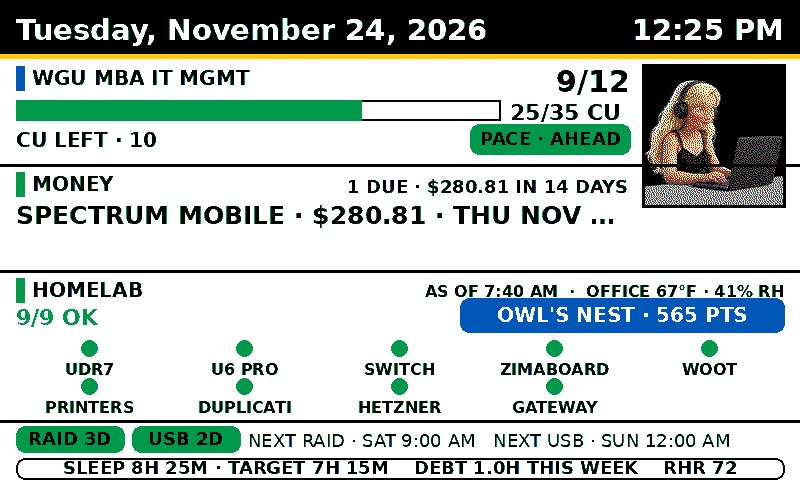 Tuesday, November 24, 2026 12:25 PM
WGU MBA IT MGMT 9/12
25/35 CU
CU LEFT · 10 PACE · AHEAD
MONEY 1 DUE · $280.81 IN 14 DAYS
SPECTRUM MOBILE · $280.81 · THU NOV ...
HOMELAB AS OF 7:40 AM · OFFICE 67°F · 41% RH
9/9 OK OWL'S NEST · 565 PTS
UDR7 U6 PRO SWITCH ZIMABOARD WOOT
PRINTERS DUPLICATI HETZNER GATEWAY
RAID 3D USB 2D NEXT RAID · SAT 9:00 AM NEXT USB · SUN 12:00 AM
SLEEP 8H 25M · TARGET 7H 15M DEBT 1.0H THIS WEEK RHR 72